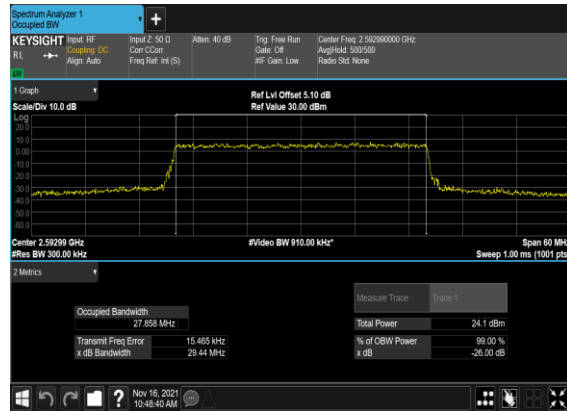 Spectrum Analyzer 1
Occupied BW
+
KEYSIGHT Input: RF Input Z: 50 Ω Atten: 40 dB Trig: Free Run Center Freq: 2.592990000 GHz
RL Coupling: DC Corr CCorr Gate: Off Avg|Hold: 500/500
Align: Auto Freq Ref: Int (S) #IF Gain: Low Radio Std: None
LW
1 Graph
Ref Lvl Offset 5.10 dB
Scale/Div 10.0 dB Ref Value 30.00 dBm
Log
20.0
10.0
0.00
-10.0
-20.0
-30.0
-40.0
-50.0
-60.0
Center 2.59299 GHz #Video BW 910.00 kHz* Span 60 MHz
#Res BW 300.00 kHz Sweep 1.00 ms (1001 pts
2 Metrics
Measure Trace Trace 1
Occupied Bandwidth
27.858 MHz
Total Power 24.1 dBm
Transmit Freq Error 15.465 kHz % of OBW Power 99.00 %
x dB Bandwidth 29.44 MHz x dB -26.00 dB
? Nov 16, 2021
10:48:40 AM